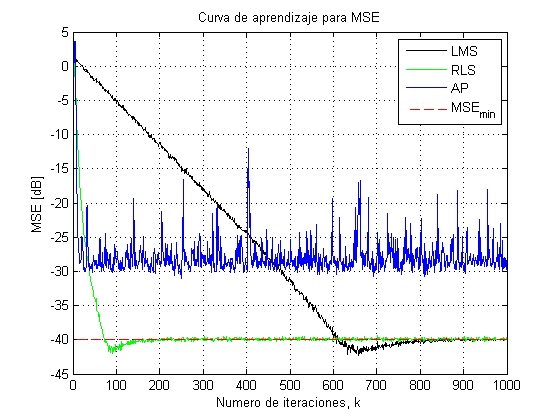 Curva de aprendizaje para MSE
5
0
-5
-10
-15
-20
-25
-30
-35
-40
-45
MSE [dB]
LMS
RLS
AP
MSEmin
0 100 200 300 400 500 600 700 800 900 1000
Numero de iteraciones, k